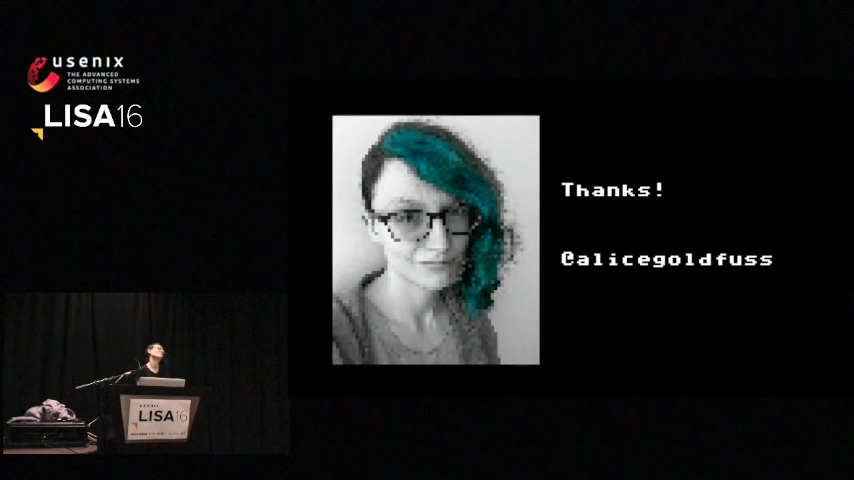 usenix
THE ADVANCED
COMPUTING SYSTEMS
ASSOCIATION
LISA16
Thanks!
@alicegoldfuss
usenix
LISA16